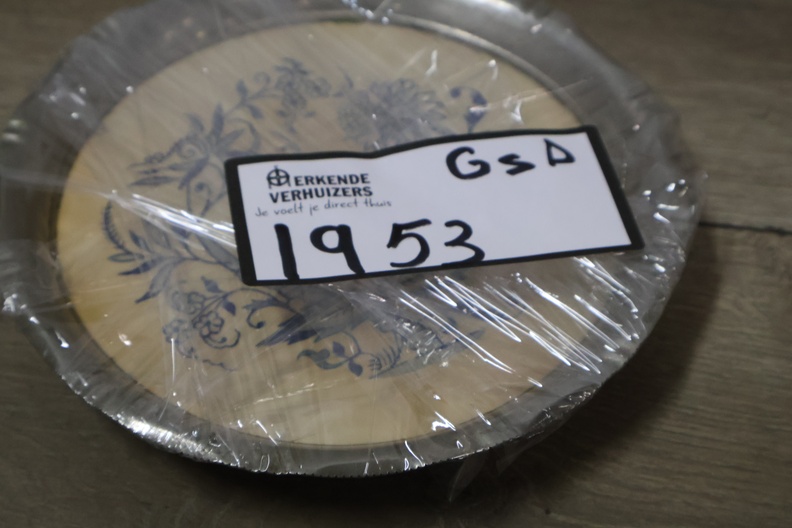 GSD
ERKENDE
VERHUIZERS
Je voelt je direct thuis
1953